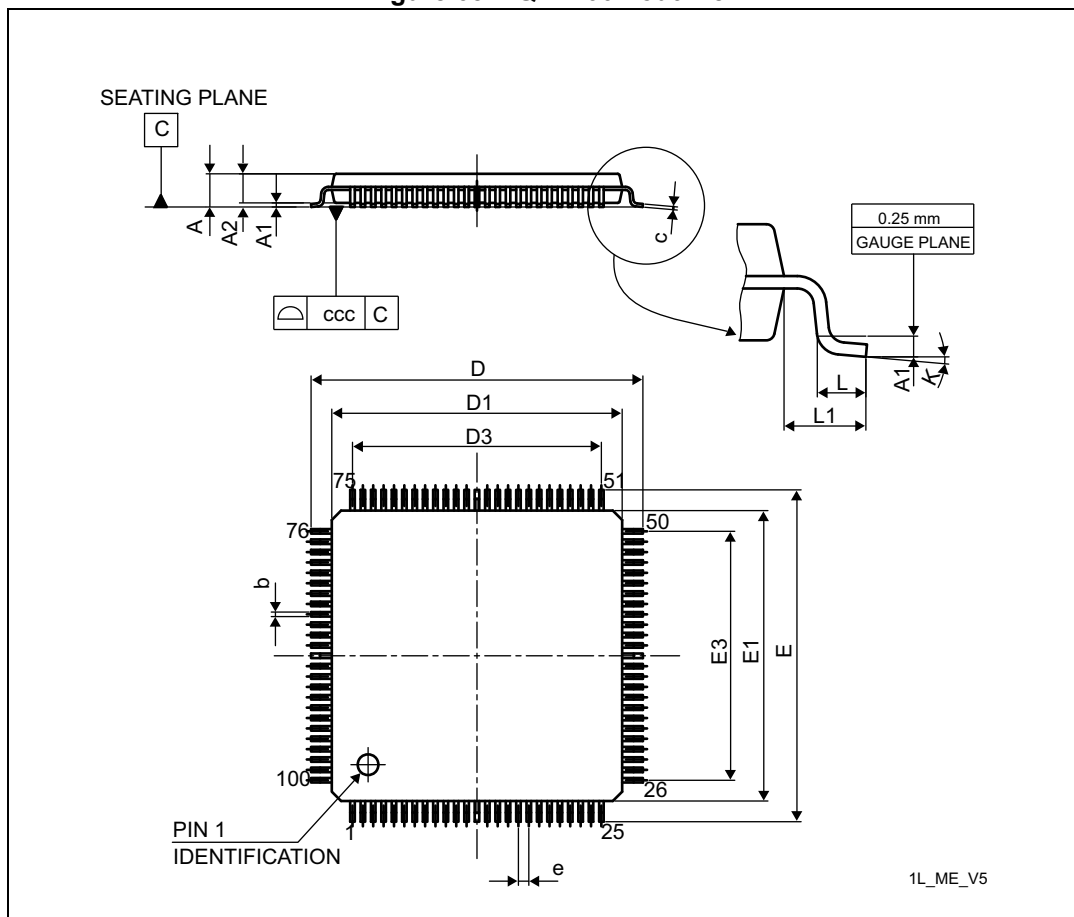 SEATING PLANE
C
A
A2
A1
c
0.25 mm
GAUGE PLANE
ccc
C
A1
K
L
L1
D
D1
D3
75
51
76
50
b
E3
E1
E
100
26
PIN 1
IDENTIFICATION
1
25
e
1L_ME_V5